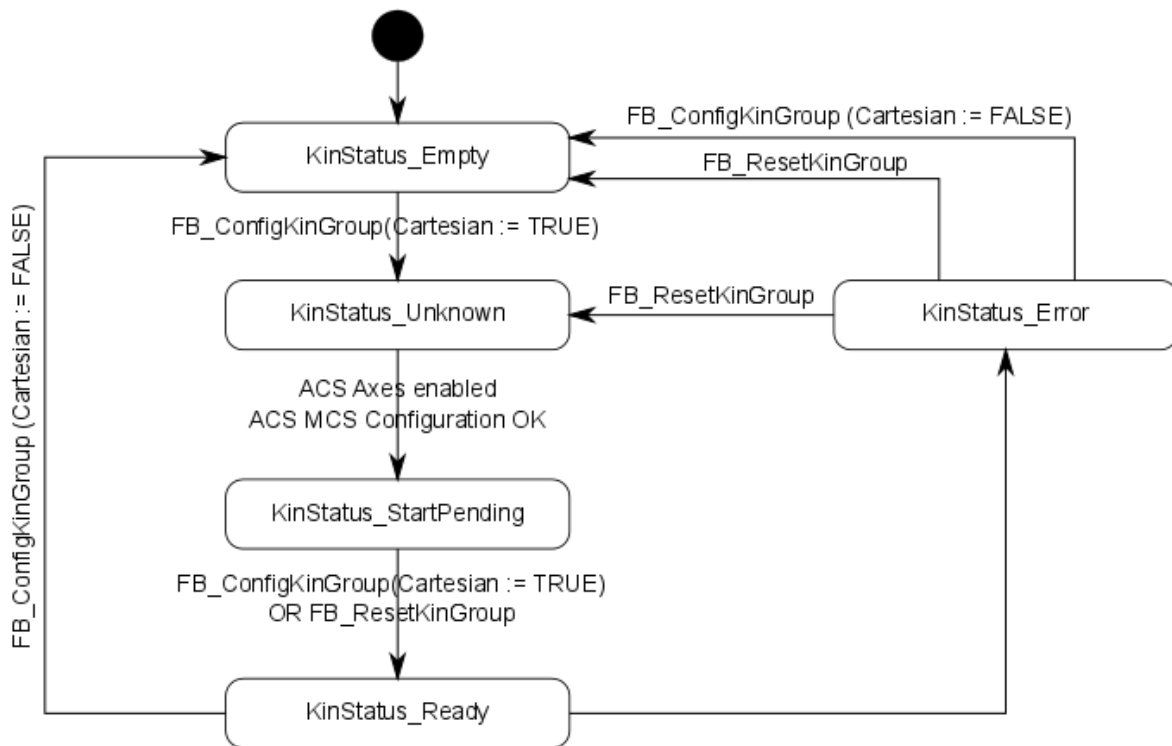 FB_ConfigKinGroup (Cartesian := FALSE)
KinStatus_Empty
FB_ResetKinGroup
FB_ConfigKinGroup(Cartesian := TRUE)
FB_ResetKinGroup
KinStatus_Unknown
KinStatus_Error
ACS Axes enabled
ACS MCS Configuration OK
KinStatus_StartPending
FB_ConfigKinGroup(Cartesian := TRUE)
OR FB_ResetKinGroup
KinStatus_Ready
FB_ConfigKinGroup (Cartesian := FALSE)